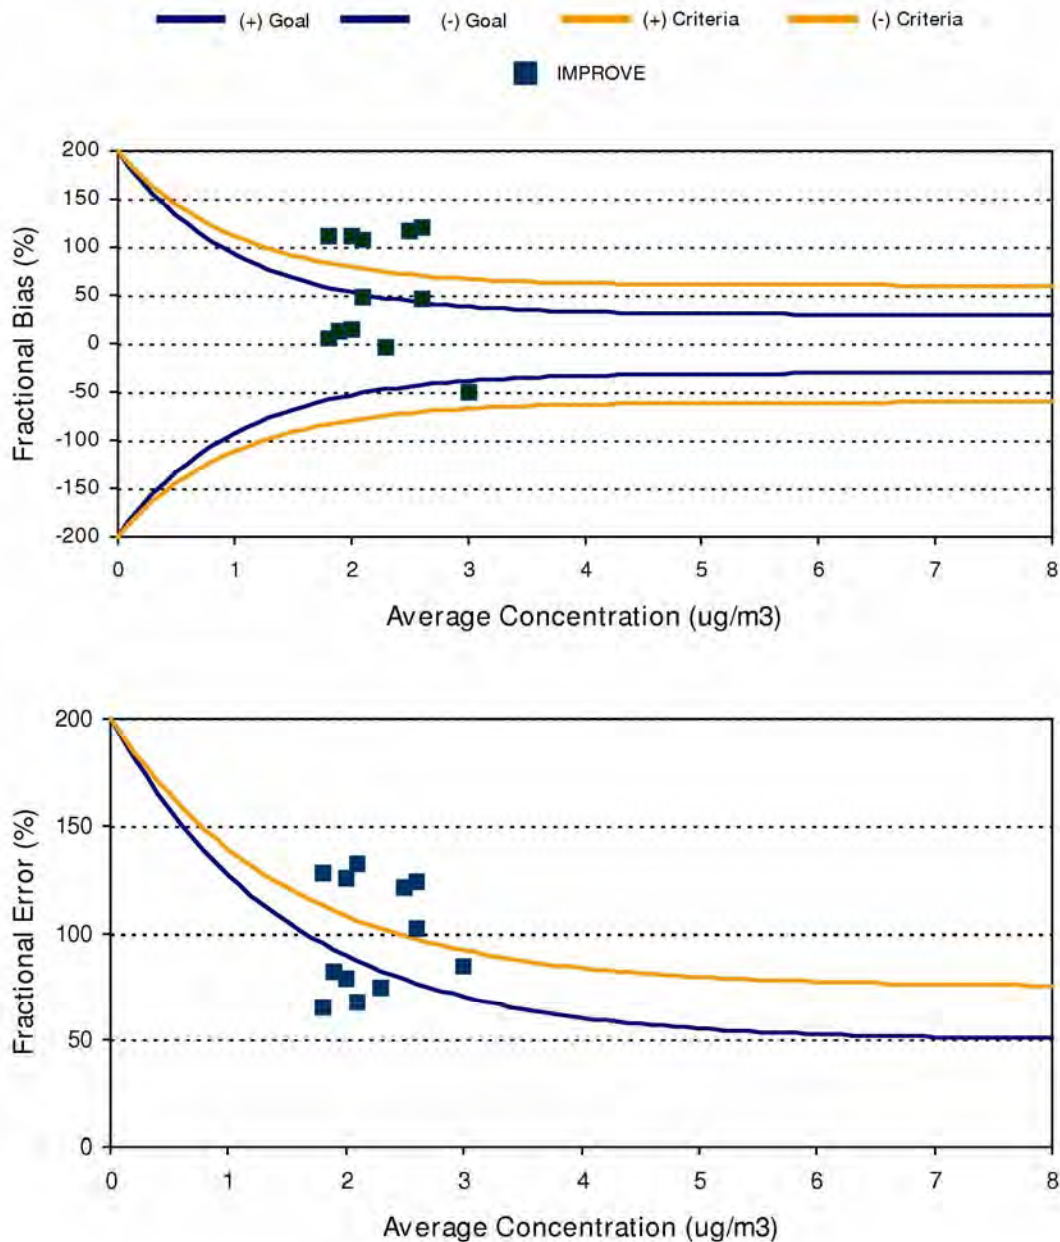 (+) Goal (-) Goal (+) Criteria (-) Criteria
IMPROVE
Fractional Bias (%)
200
150
100
50
0
-50
-100
-150
-200
0 1 2 3 4 5 6 7 8
Average Concentration (ug/m3)
Fractional Error (%)
200
150
100
50
0
0 1 2 3 4 5 6 7 8
Average Concentration (ug/m3)